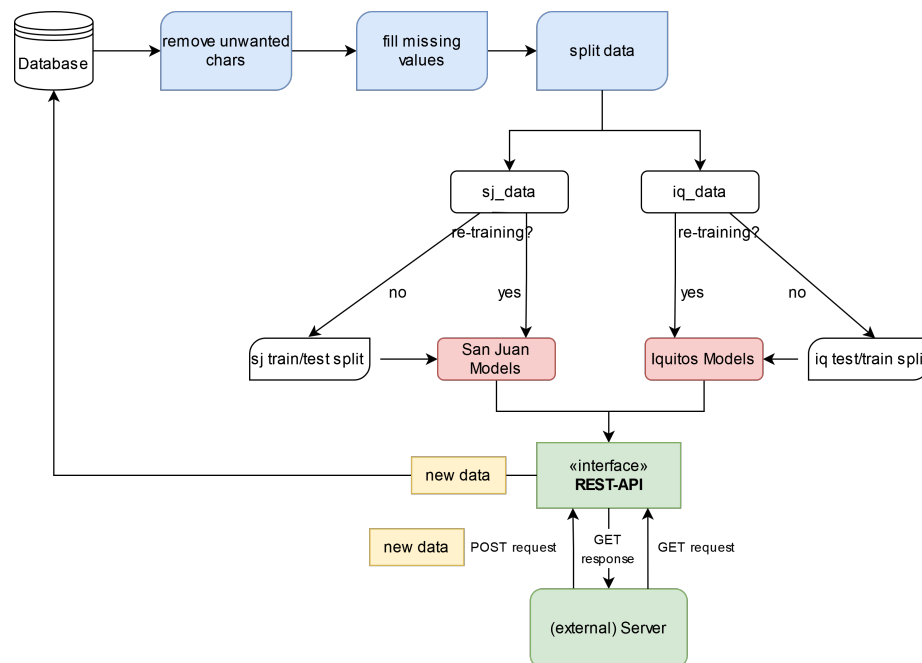 Database
remove unwanted
chars
fill missing
values
split data
sj_data
iq_data
re-training?
re-training?
no
yes
yes
no
sj train/test split
San Juan
Models
Iquitos Models
iq test/train split
new data
«interface»
REST-API
new data
POST request
GET
response
GET request
(external) Server